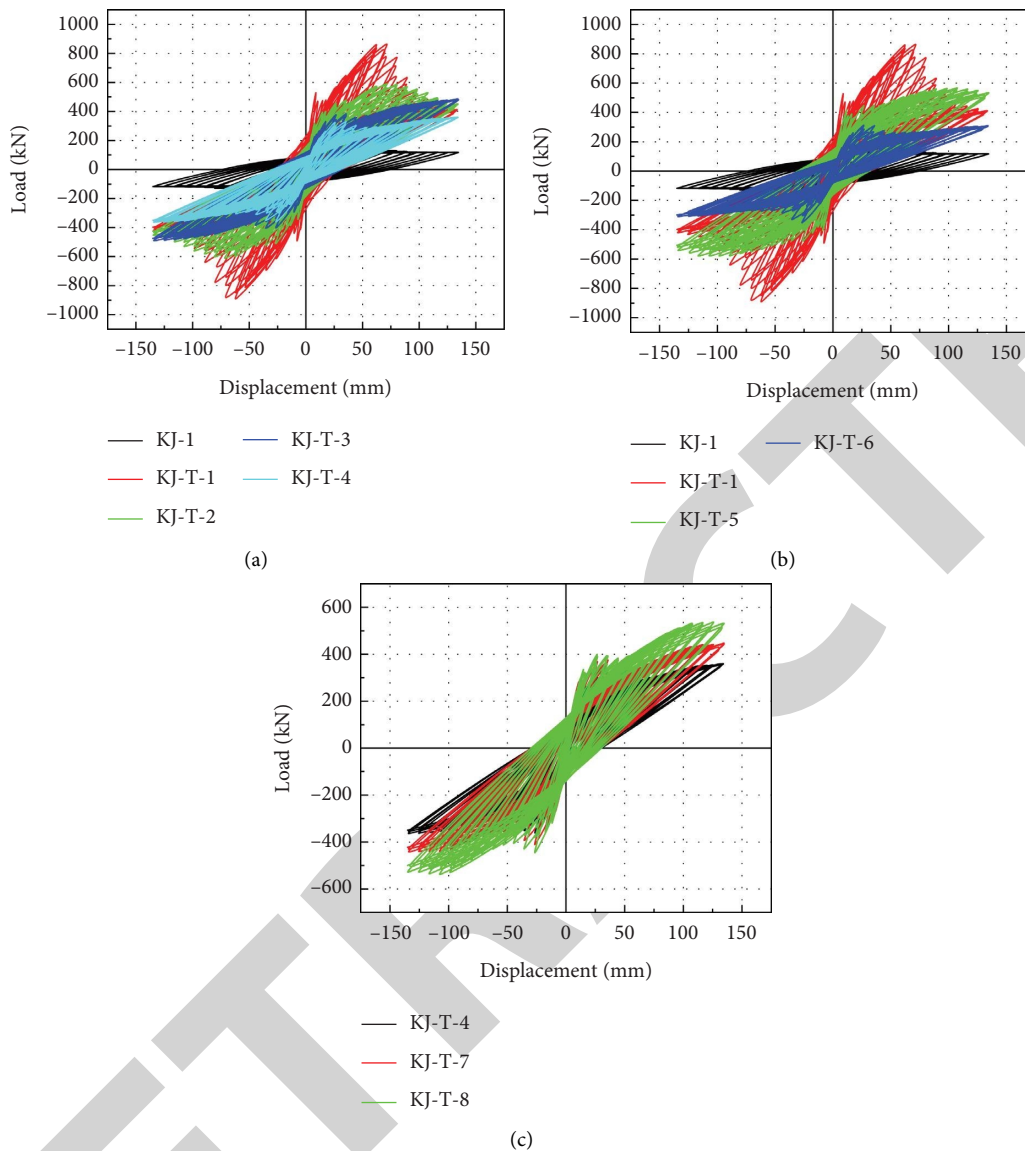 1000
800
600
400
200
0
−200
−400
−600
−800
−1000
Load (kN)
−150 −100 −50 0 50 100 150
Displacement (mm)
KJ-1 KJ-T-3
KJ-T-1 KJ-T-4
KJ-T-2
(a)
1000
800
600
400
200
0
−200
−400
−600
−800
−1000
Load (kN)
−150 −100 −50 0 50 100 150
Displacement (mm)
KJ-1 KJ-T-6
KJ-T-1
KJ-T-5
(b)
600
400
200
0
−200
−400
−600
Load (kN)
−150 −100 −50 0 50 100 150
Displacement (mm)
KJ-T-4
KJ-T-7
KJ-T-8
(c)